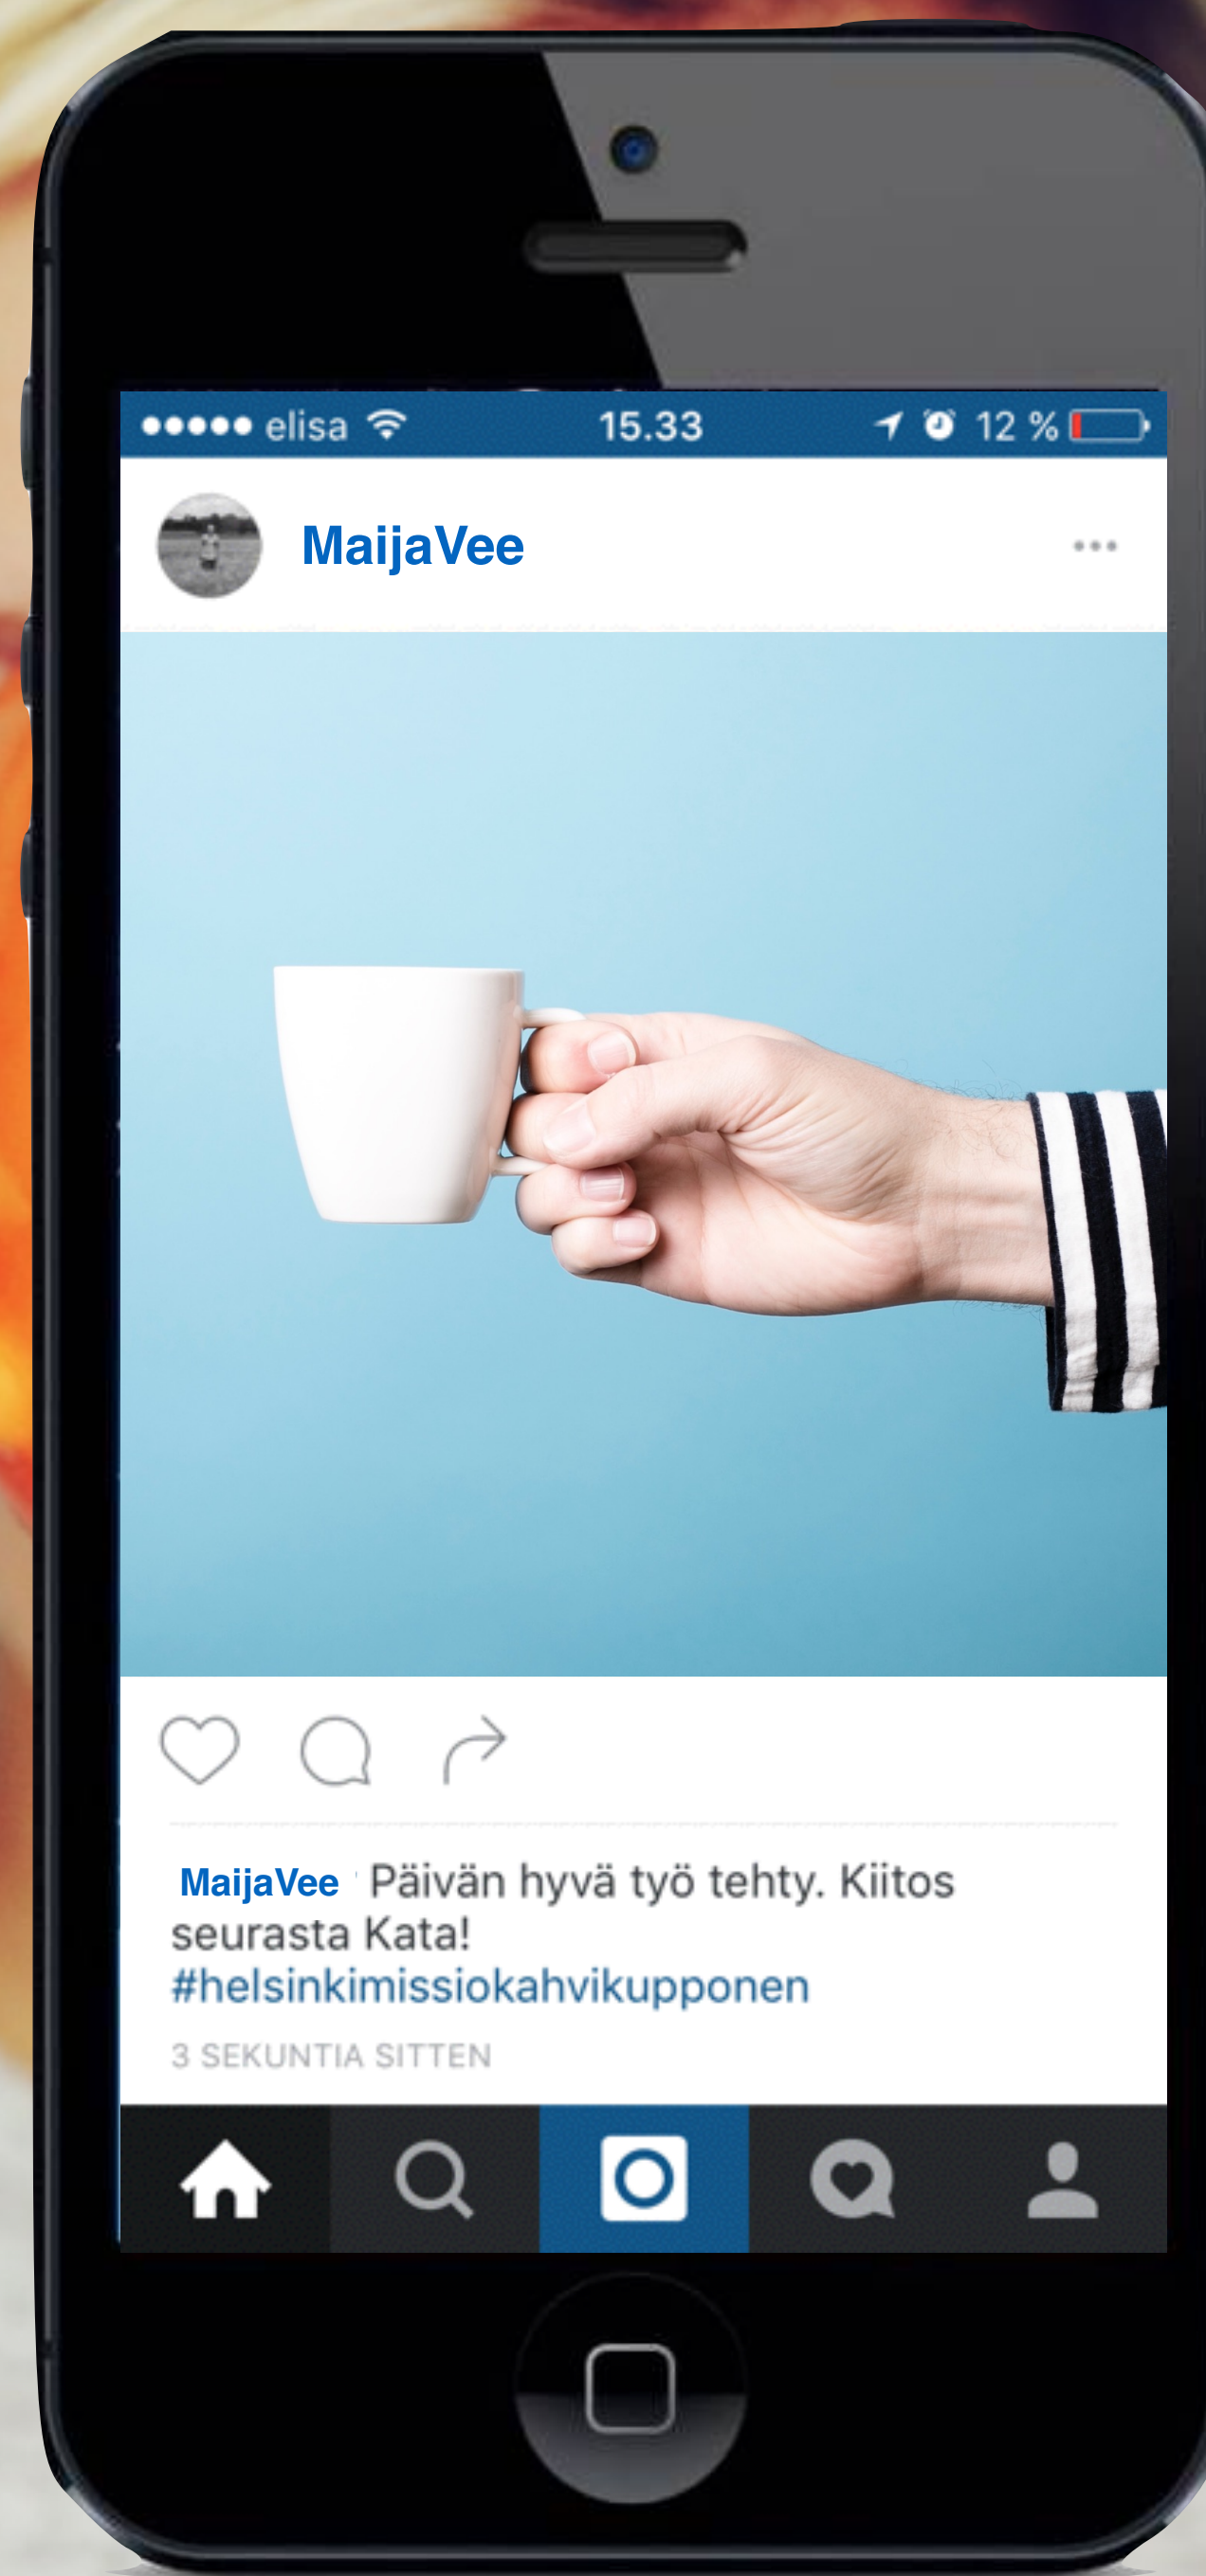 elisa 15.33 12 %
MaijaVee
MaijaVee Päivän hyvä työ tehty. Kiitos
seurasta Kata!
#helsinkimissiokahvikupponen
3 SEKUNTIA SITTEN